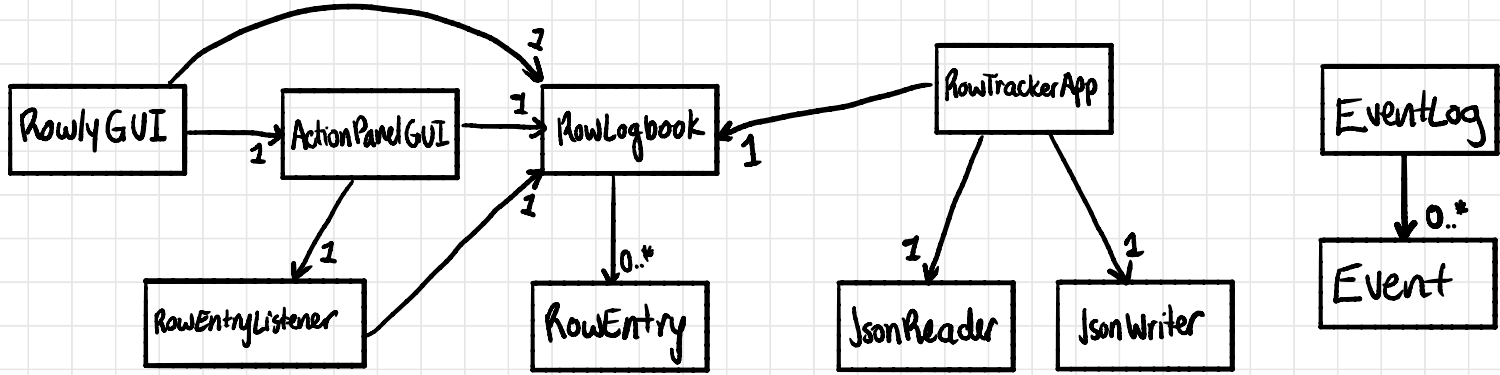 1
RowlyGUI
1
ActionPanelGUI
1
RowLogbook
1
RowTrackerApp
EventLog
1
1
0..*
1
1
0..*
RowEntryListener
RowEntry
JsonReader
JsonWriter
Event